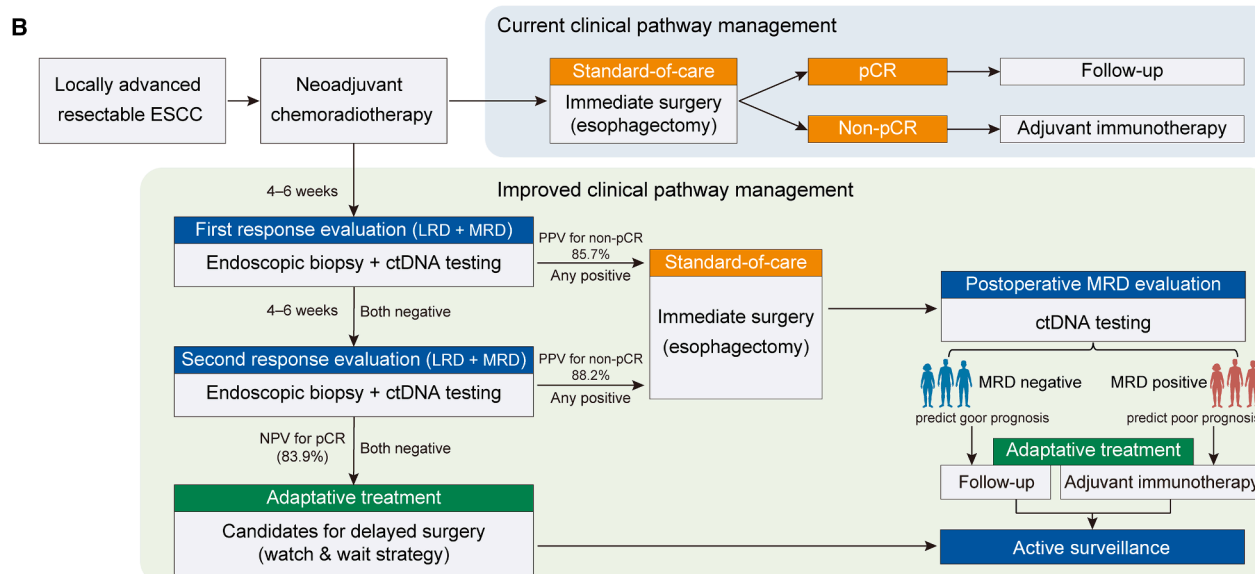 B
Current clinical pathway management
Locally advanced
resectable ESCC
Neoadjuvant
chemoradiotherapy
Standard-of-care
Immediate surgery
(esophagectomy)
pCR
Follow-up
Non-pCR
Adjuvant immunotherapy
4–6 weeks
Improved clinical pathway management
First response evaluation (LRD + MRD)
Endoscopic biopsy + ctDNA testing
PPV for non-pCR
85.7%
Any positive
4–6 weeks
Both negative
Second response evaluation (LRD + MRD)
Endoscopic biopsy + ctDNA testing
PPV for non-pCR
88.2%
Any positive
Standard-of-care
Immediate surgery
(esophagectomy)
NPV for pCR
(83.9%)
Both negative
Adaptative treatment
Candidates for delayed surgery
(watch & wait strategy)
Postoperative MRD evaluation
ctDNA testing
MRD negative
MRD positive
predict goor prognosis
predict poor prognosis
Adaptative treatment
Follow-up
Adjuvant immunotherapy
Active surveillance